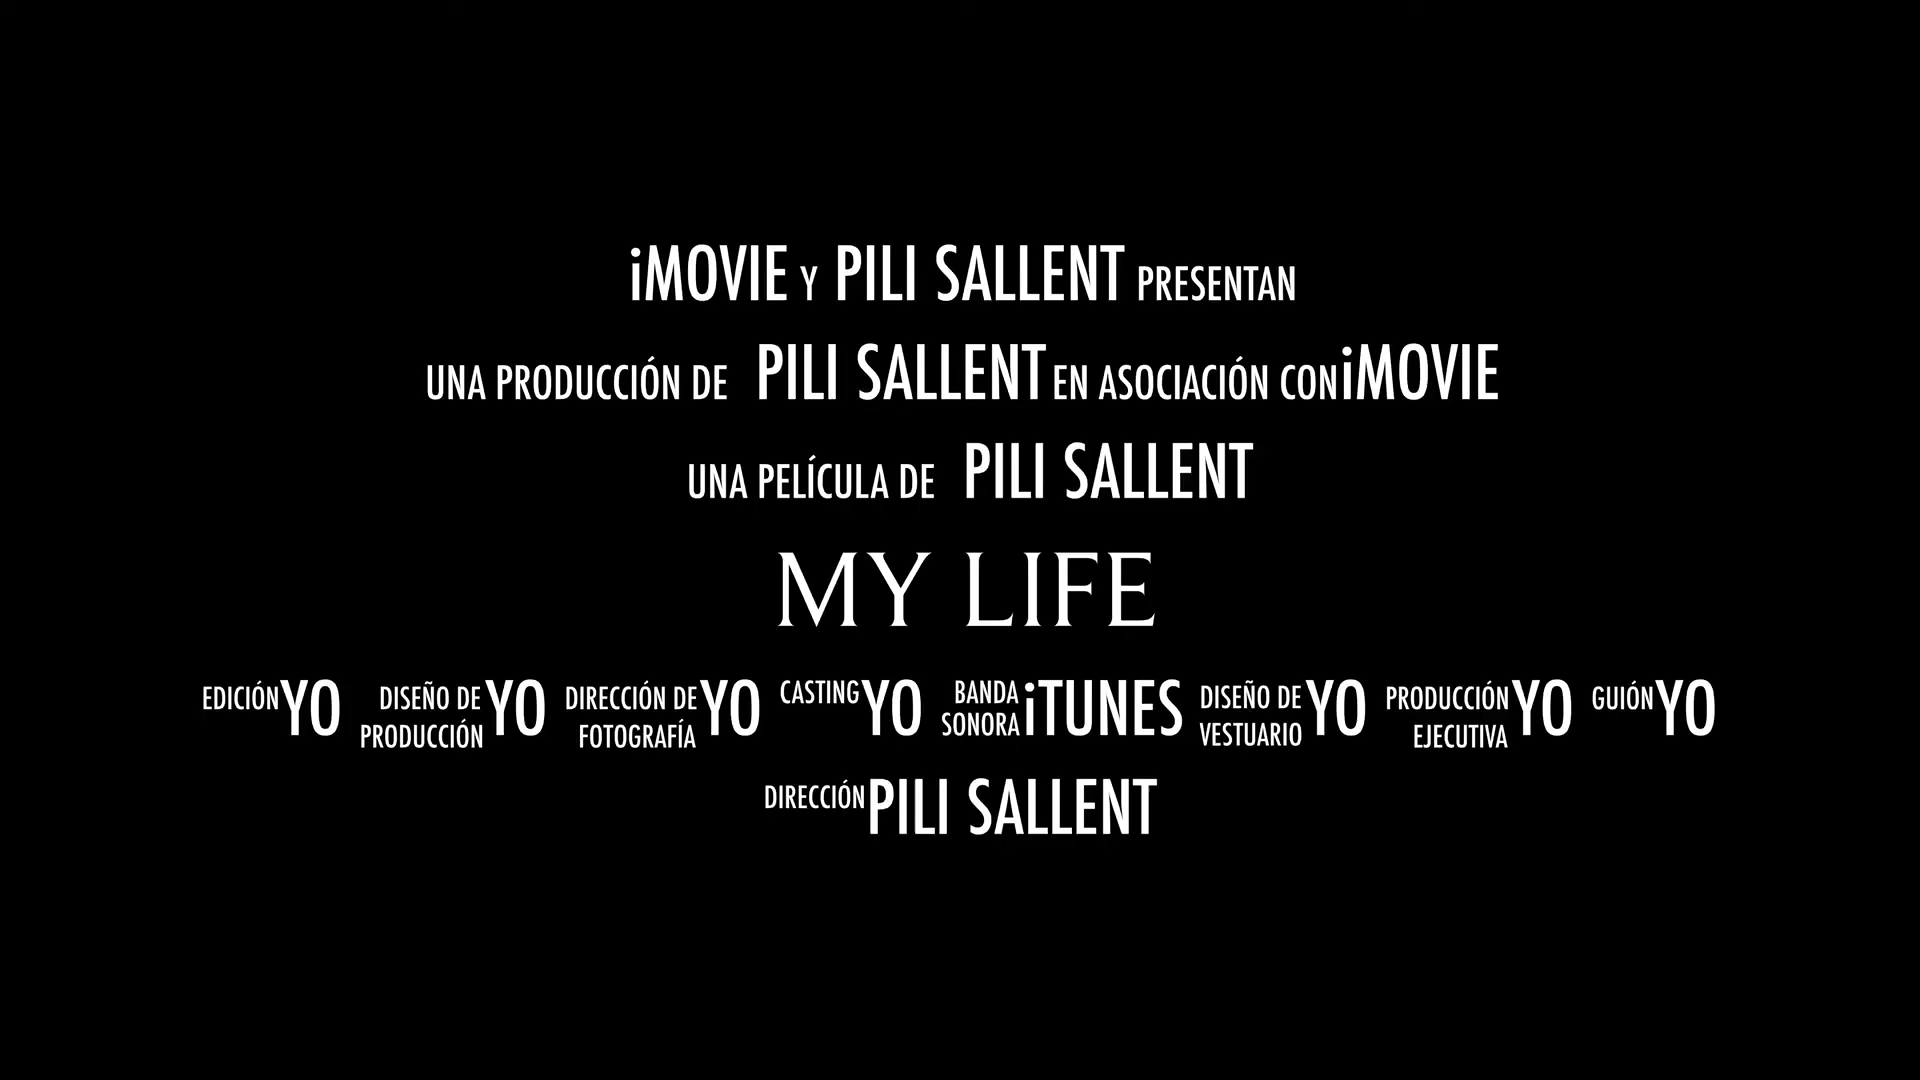 iMOVIE Y PILI SALLENT PRESENTAN
UNA PRODUCCIÓN DE PILI SALLENT EN ASOCIACIÓN CON iMOVIE
UNA PELÍCULA DE PILI SALLENT
MY LIFE
EDICIÓN YO DISEÑO DE PRODUCCIÓN YO DIRECCIÓN DE FOTOGRAFÍA YO CASTING YO BANDA SONORA iTUNES DISEÑO DE VESTUARIO YO PRODUCCIÓN EJECUTIVA YO GUIÓN YO
DIRECCIÓN PILI SALLENT